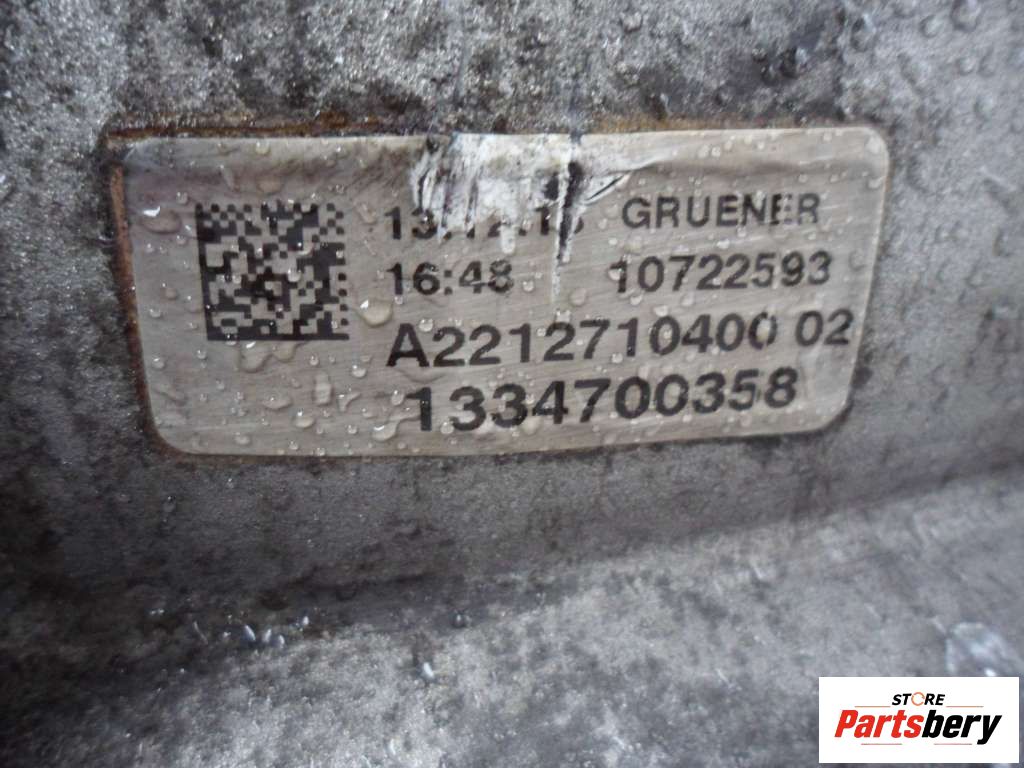 GRUENER
16:48 10722593
A2212710400 02
1334700358
STORE
Partsbery